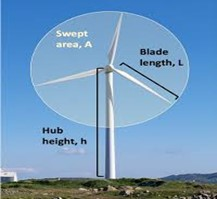 Swept
area, A
Blade
length, L
Hub
height, h